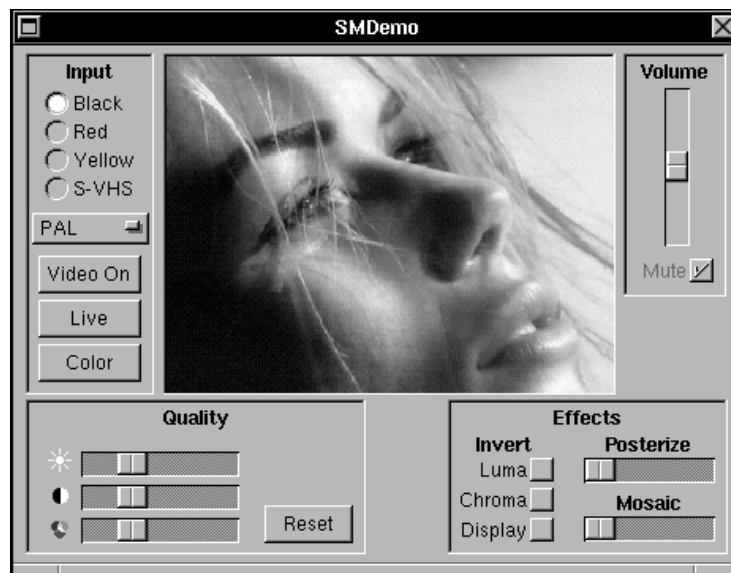 SMDemo
Input
Black
Red
Yellow
S-VHS
PAL
Video On
Live
Color
Volume
Mute
Quality
Reset
Effects
Invert
Luma
Chroma
Display
Posterize
Mosaic